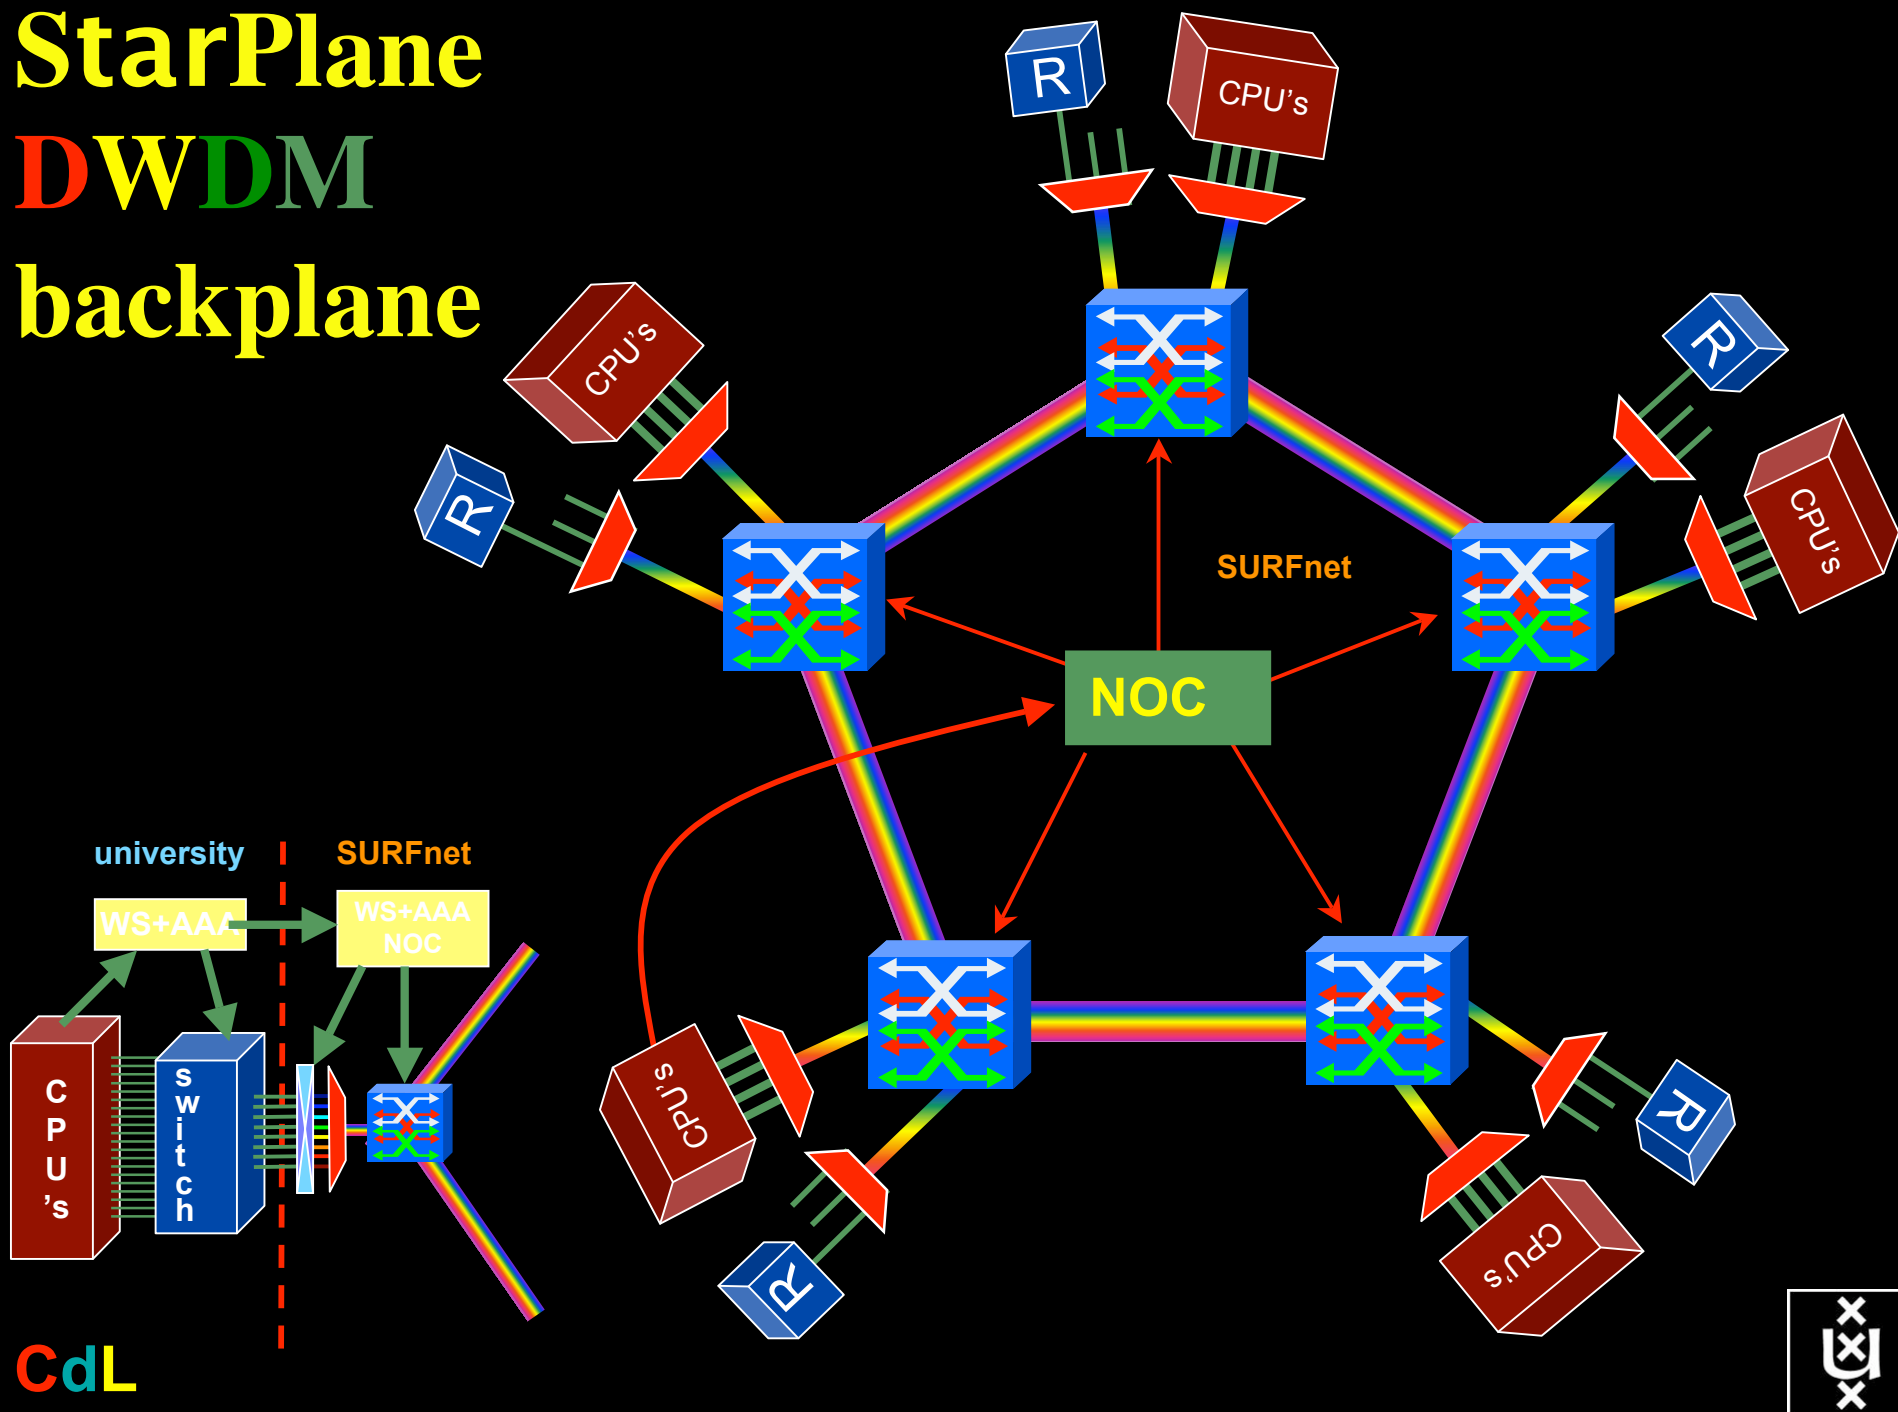 StarPlane
DWDM
backplane
R
CPU's
CPU's
R
R
CPU's
SURFnet
NOC
university
SURFnet
WS+AAA
WS+AAA
NOC
C
P
U
's
s
w
i
t
c
h
CPU's
R
R
CPU's
CdL